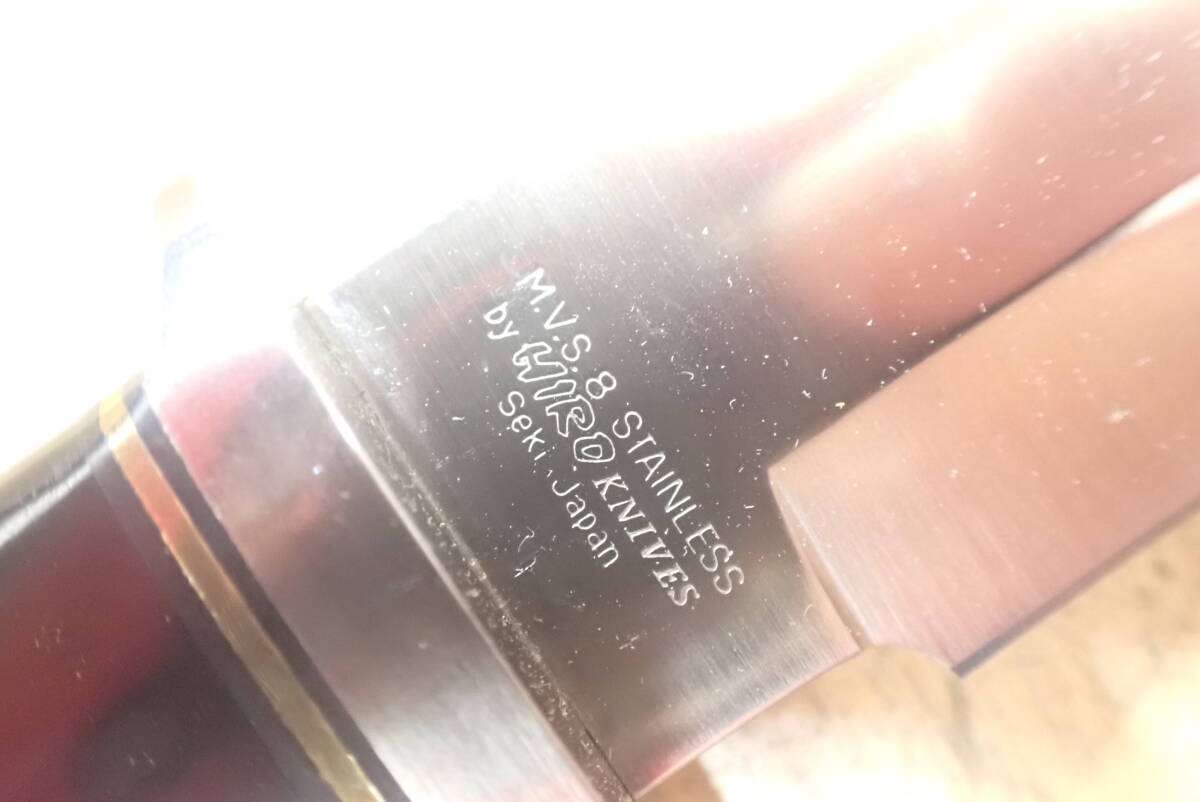 M.V.S.8 STAINLESS
by HIRO KNIVES
Seki, Japan